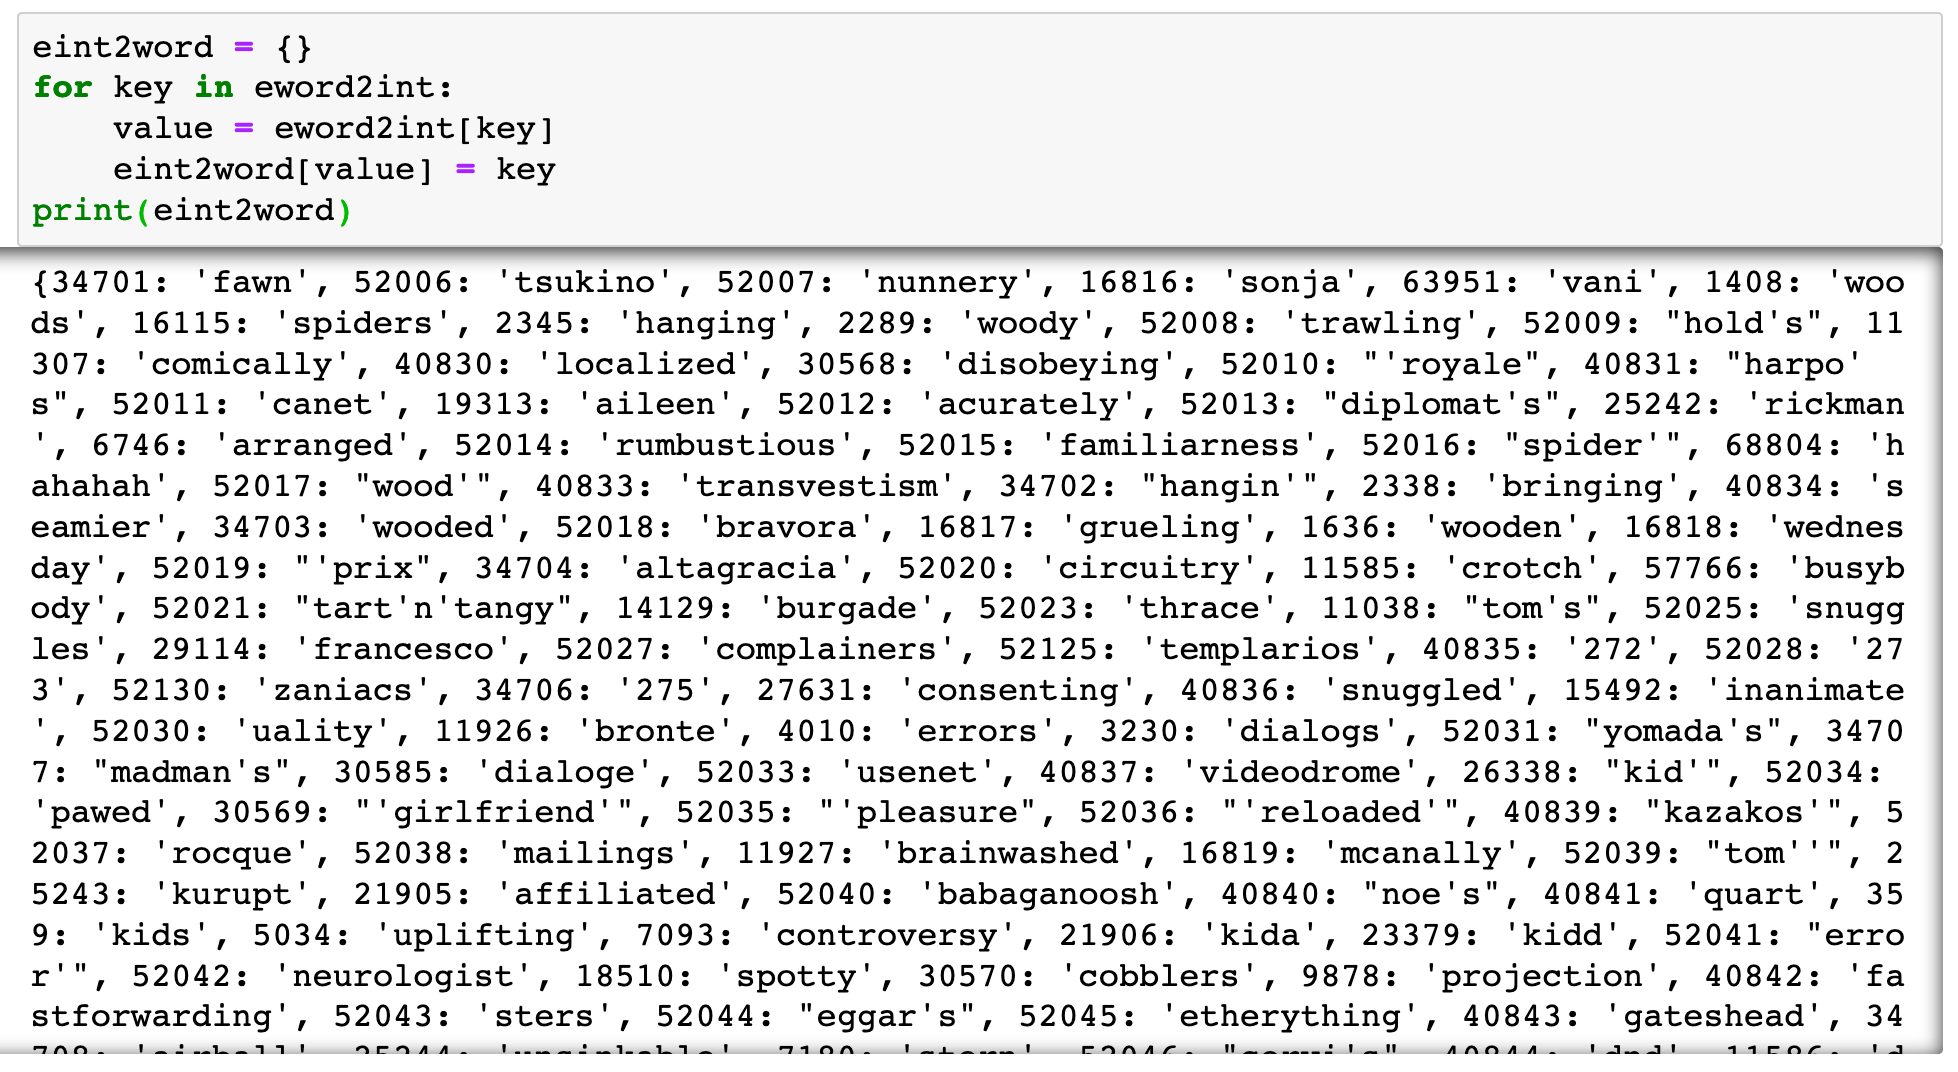 eint2word = {}
for key in eword2int:
    value = eword2int[key]
    eint2word[value] = key
print(eint2word)
{34701: 'fawn', 52006: 'tsukino', 52007: 'nunnery', 16816: 'sonja', 63951: 'vani', 1408: 'woo
ds', 16115: 'spiders', 2345: 'hanging', 2289: 'woody', 52008: 'trawling', 52009: "hold's", 11
307: 'comically', 40830: 'localized', 30568: 'disobeying', 52010: "'royale", 40831: "harpo'
s", 52011: 'canet', 19313: 'aileen', 52012: 'acurately', 52013: "diplomat's", 25242: 'rickman
', 6746: 'arranged', 52014: 'rumbustious', 52015: 'familiarness', 52016: "spider'", 68804: 'h
ahahah', 52017: "wood'", 40833: 'transvestism', 34702: "hangin'", 2338: 'bringing', 40834: 's
eamier', 34703: 'wooded', 52018: 'bravora', 16817: 'grueling', 1636: 'wooden', 16818: 'wednes
day', 52019: "'prix", 34704: 'altagracia', 52020: 'circuitry', 11585: 'crotch', 57766: 'busyb
ody', 52021: "tart'n'tangy", 14129: 'burgade', 52023: 'thrace', 11038: "tom's", 52025: 'snugg
les', 29114: 'francesco', 52027: 'complainers', 52125: 'templarios', 40835: '272', 52028: '27
3', 52130: 'zaniacs', 34706: '275', 27631: 'consenting', 40836: 'snuggled', 15492: 'inanimate
', 52030: 'uality', 11926: 'bronte', 4010: 'errors', 3230: 'dialogs', 52031: "yomada's", 3470
7: "madman's", 30585: 'dialoge', 52033: 'usenet', 40837: 'videodrome', 26338: "kid'", 52034:
'pawed', 30569: "'girlfriend'", 52035: "'pleasure", 52036: "'reloaded'", 40839: "kazakos'", 5
2037: 'rocque', 52038: 'mailings', 11927: 'brainwashed', 16819: 'mcanally', 52039: "tom''", 2
5243: 'kurupt', 21905: 'affiliated', 52040: 'babaganoosh', 40840: "noe's", 40841: 'quart', 35
9: 'kids', 5034: 'uplifting', 7093: 'controversy', 21906: 'kida', 23379: 'kidd', 52041: "erro
r'", 52042: 'neurologist', 18510: 'spotty', 30570: 'cobblers', 9878: 'projection', 40842: 'fa
stforwarding', 52043: 'sters', 52044: "eggar's", 52045: 'etherything', 40843: 'gateshead', 34